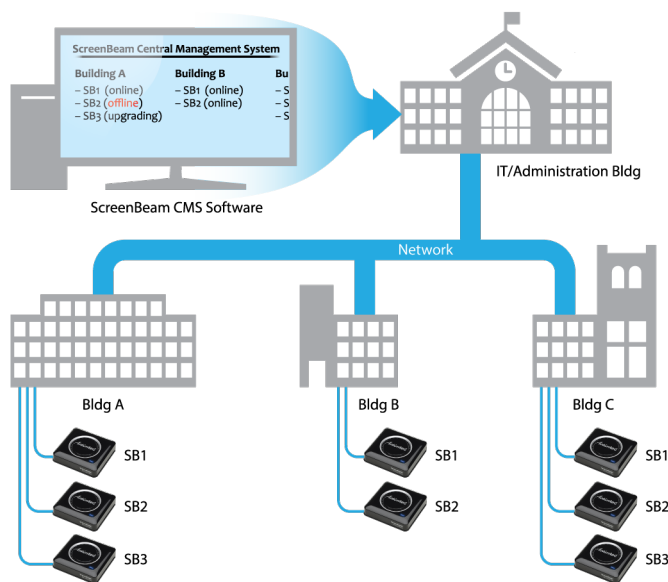 ScreenBeam Central Management System
Building A
– SB1 (online)
– SB2 (offline)
– SB3 (upgrading)
Building B
– SB1 (online)
– SB2 (online)
Bu
– S
– S
– S
ScreenBeam CMS Software
IT/Administration Bldg
Network
Bldg A
Bldg B
Bldg C
SB1
SB2
SB3
SB1
SB2
SB1
SB2
SB3